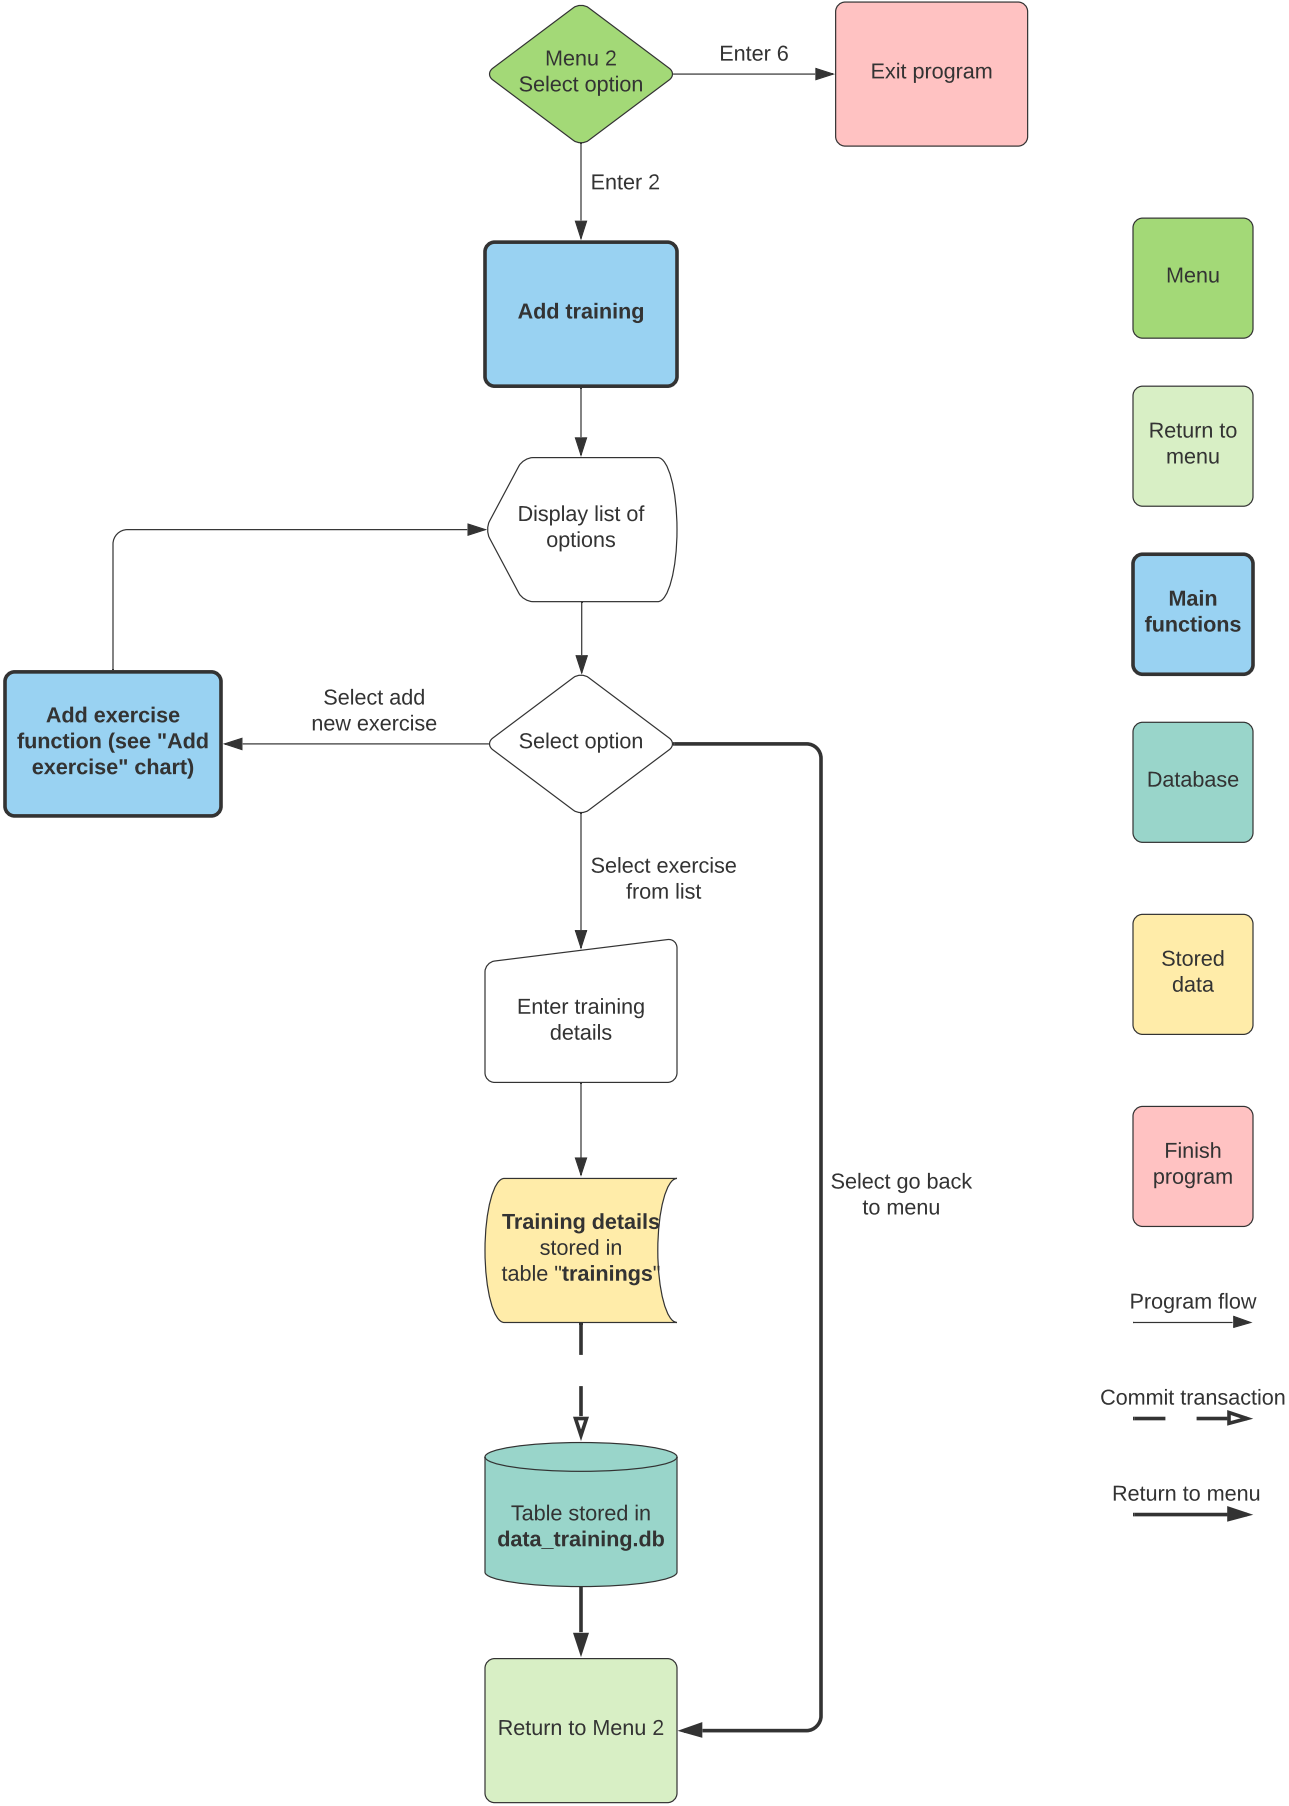 Menu 2
Select option
Enter 6
Exit program
Enter 2
Add training
Display list of
options
Select add
new exercise
Select option
Add exercise
function (see "Add
exercise" chart)
Select exercise
from list
Enter training
details
Select go back
to menu
Training details
stored in
table "trainings"
Table stored in
data_training.db
Return to Menu 2
Menu
Return to
menu
Main
functions
Database
Stored
data
Finish
program
Program flow
Commit transaction
Return to menu